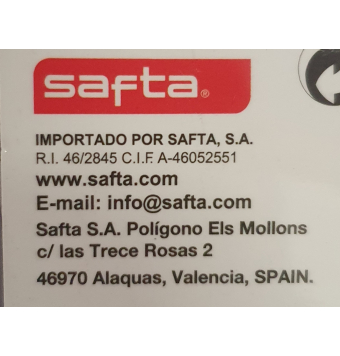 safta®
IMPORTADO POR SAFTA, S.A.
R.I. 46/2845 C.I.F. A-46052551
www.safta.com
E-mail: info@safta.com
Safta S.A. Polígono Els Mollons
c/ las Trece Rosas 2
46970 Alaquas, Valencia, SPAIN.